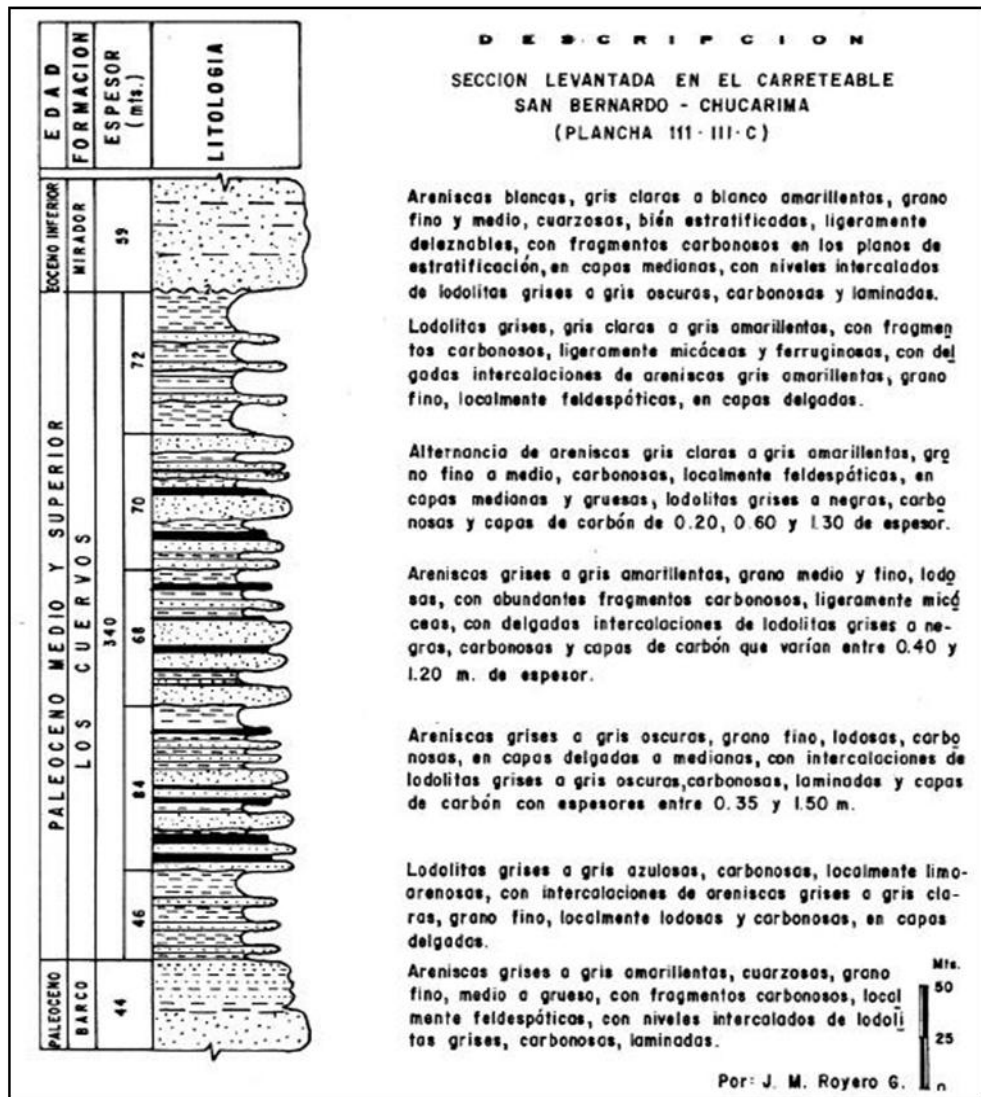 EDAD
FORMACION
ESPESOR
(mts.)
LITOLOGIA
DESCRIPCION
SECCION LEVANTADA EN EL CARRETEABLE
SAN BERNARDO - CHUCARIMA
(PLANCHA 111-III-C)
EOCENO INFERIOR
MIRADOR
59
Areniscas blancas, gris claras a blanco amarillentas, grano
fino y medio, cuarzosas, bién estratificadas, ligeramente
deleznables, con fragmentos carbonosos en los planos de
estratificación, en capas medianas, con niveles intercalados
de lodolitas grises a gris oscuras, carbonosas y laminadas.
?
PALEOCENO MEDIO Y SUPERIOR
LOS CUERVOS
340
72
Lodolitas grises, gris claras a gris amarillentas, con fragmen
tos carbonosos, ligeramente micáceas y ferruginosas, con del
gadas intercalaciones de areniscas gris amarillentas, grano
fino, localmente feldespáticas, en capas delgadas.
70
Alternancia de areniscas gris claras a gris amarillentas, gra
no fino a medio, carbonosas, localmente feldespáticas, en
capas medianas y gruesas, lodolitas grises a negras, carbo
nosas y capas de carbón de 0.20, 0.60 y 1.30 de espesor.
68
Areniscas grises a gris amarillentas, grano medio y fino, lodo
sas, con abundantes fragmentos carbonosos, ligeramente micá
ceas, con delgadas intercalaciones de lodolitas grises a ne-
gras, carbonosas y capas de carbón que varían entre 0.40 y
1.20 m. de espesor.
84
Areniscas grises a gris oscuras, grano fino, lodosas, carbo
nosas, en capas delgadas a medianas, con intercalaciones de
lodolitas grises a gris oscuras, carbonosas, laminadas y capas
de carbón con espesores entre 0.35 y 1.50 m.
46
Lodolitas grises a gris azulosas, carbonosas, localmente limo-
arenosas, con intercalaciones de areniscas grises a gris cla-
ras, grano fino, localmente lodosas y carbonosas, en capas
delgadas.
PALEOCENO
BARCO
44
Areniscas grises a gris amarillentas, cuarzosas, grano
fino, medio a grueso, con fragmentos carbonosos, local
mente feldespáticas, con niveles intercalados de lodoli
tas grises, carbonosas, laminadas.
Mts.
50
25
0
Por: J. M. Royero G.